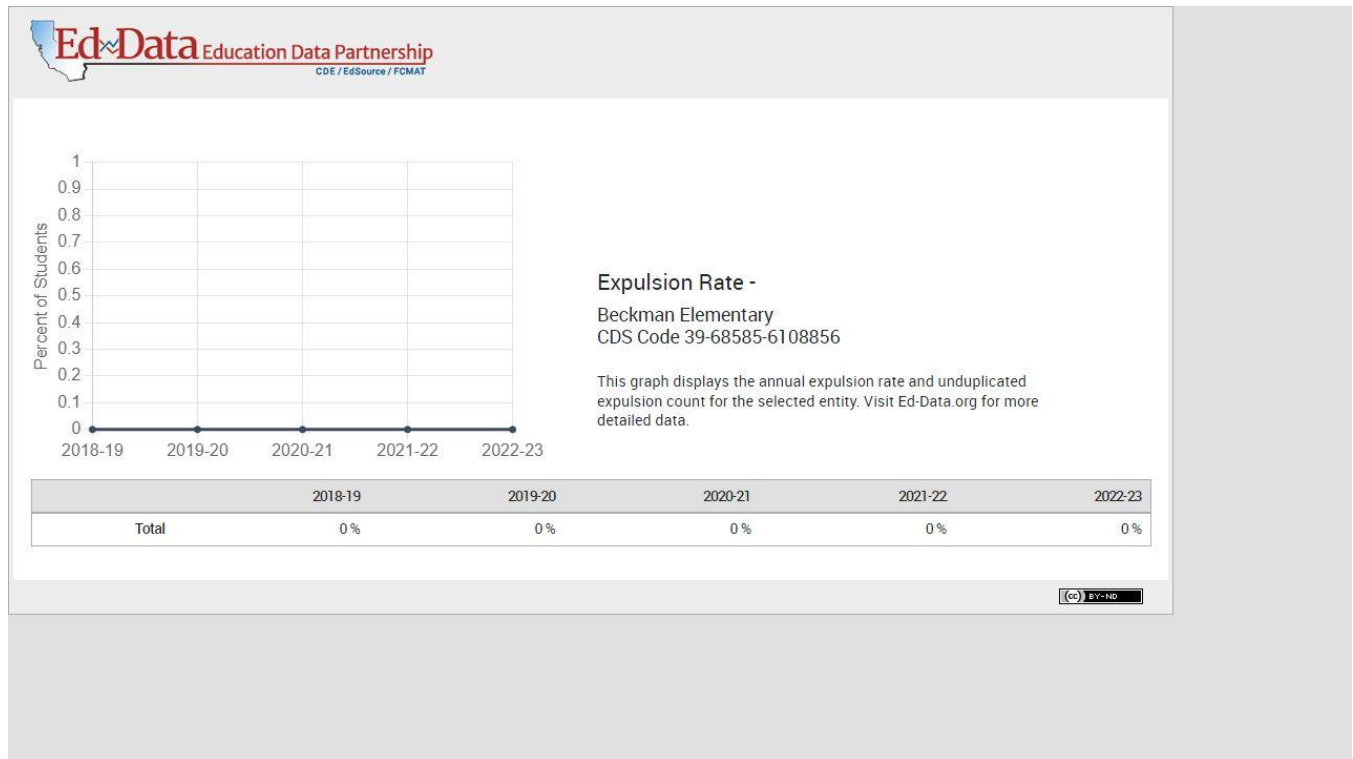 Ed Data Education Data Partnership
CDE / EdSource / FCMAT
Percent of Students
1
0.9
0.8
0.7
0.6
0.5
0.4
0.3
0.2
0.1
0
2018-19 2019-20 2020-21 2021-22 2022-23
Expulsion Rate -
Beckman Elementary
CDS Code 39-68585-6108856
This graph displays the annual expulsion rate and unduplicated
expulsion count for the selected entity. Visit Ed-Data.org for more
detailed data.
2018-19 2019-20 2020-21 2021-22 2022-23
Total 0 % 0 % 0 % 0 % 0 %
(cc) BY-ND